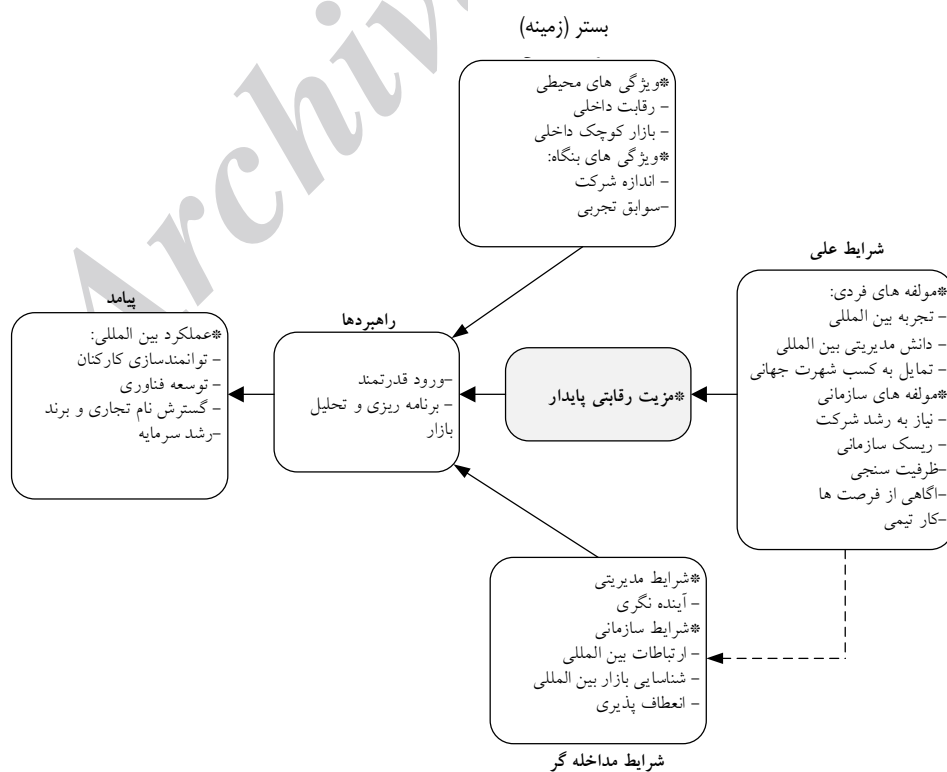 بستر (زمینه)
*ویژگی های محیطی
- رقابت داخلی
- بازار کوچک داخلی
*ویژگی های بنگاه:
- اندازه شرکت
-سوابق تجربی
شرایط علی
*مولفه های فردی:
- تجربه بین المللی
- دانش مدیریتی بین المللی
- تمایل به کسب شهرت جهانی
*مولفه های سازمانی
- نیاز به رشد شرکت
- ریسک سازمانی
-ظرفیت سنجی
-اگاهی از فرصت ها
-کار تیمی
*مزیت رقابتی پایدار
راهبردها
-ورود قدرتمند
- برنامه ریزی و تحلیل
بازار
پیامد
*عملکرد بین المللی:
- توانمندسازی کارکنان
- توسعه فناوری
- گسترش نام تجاری و برند
-رشد سرمایه
*شرایط مدیریتی
- آینده نگری
*شرایط سازمانی
- ارتباطات بین المللی
- شناسایی بازار بین المللی
- انعطاف پذیری
شرایط مداخله گر